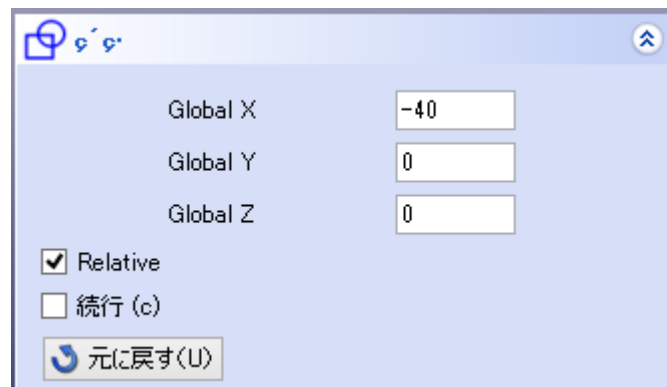 ç´ç·
Global X -40
Global Y 0
Global Z 0
Relative
続行 (c)
元に戻す(U)